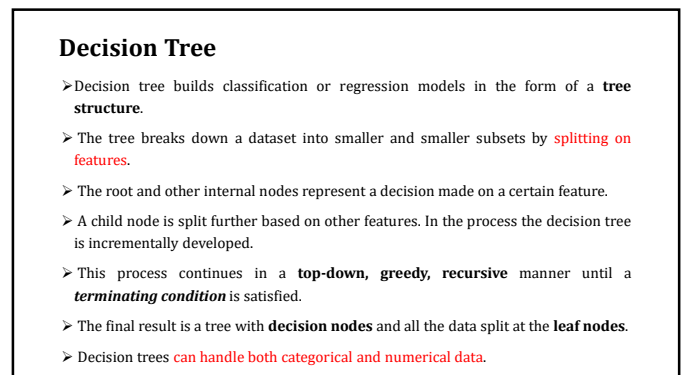 Decision Tree
➢Decision tree builds classification or regression models in the form of a tree
structure.
➢ The tree breaks down a dataset into smaller and smaller subsets by splitting on
features.
➢ The root and other internal nodes represent a decision made on a certain feature.
➢ A child node is split further based on other features. In the process the decision tree
is incrementally developed.
➢ This process continues in a top-down, greedy, recursive manner until a
terminating condition is satisfied.
➢ The final result is a tree with decision nodes and all the data split at the leaf nodes.
➢ Decision trees can handle both categorical and numerical data.